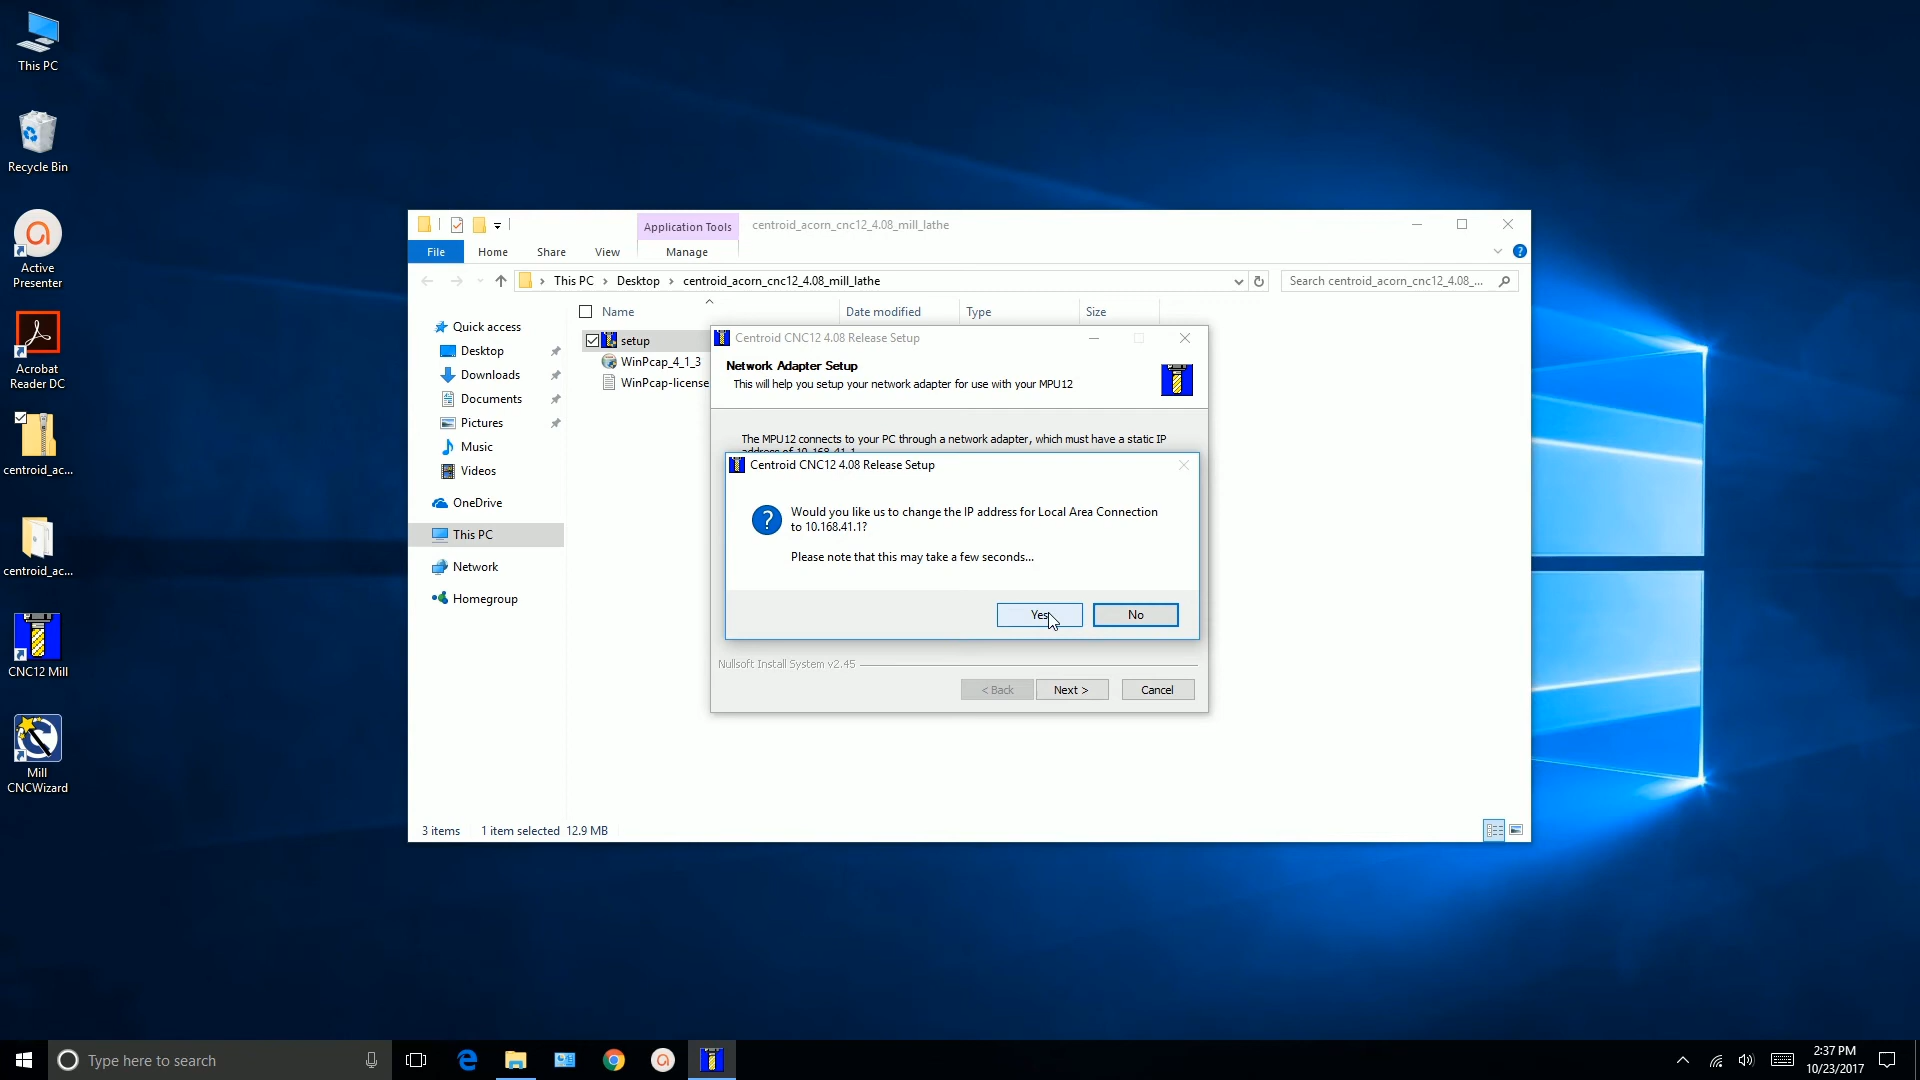 This PC
Recycle Bin
Active
Presenter
Acrobat
Reader DC
centroid_ac...
centroid_ac...
CNC12 Mill
Mill
CNCWizard
Application Tools
centroid_acorn_cnc12_4.08_mill_lathe
File
Home
Share
View
Manage
This PC
Desktop
centroid_acorn_cnc12_4.08_mill_lathe
Search centroid_acorn_cnc12_4.08_...
Quick access
Desktop
Downloads
Documents
Pictures
Music
Videos
OneDrive
This PC
Network
Homegroup
Name
Date modified
Type
Size
setup
WinPcap_4_1_3
WinPcap-license
Centroid CNC12 4.08 Release Setup
Network Adapter Setup
This will help you setup your network adapter for use with your MPU12
The MPU12 connects to your PC through a network adapter, which must have a static IP
address of 10.168.41.1
Centroid CNC12 4.08 Release Setup
Would you like us to change the IP address for Local Area Connection
to 10.168.41.1?
Please note that this may take a few seconds...
Yes
No
Nullsoft Install System v2.45
< Back
Next >
Cancel
3 items
1 item selected 12.9 MB
Type here to search
2:37 PM
10/23/2017